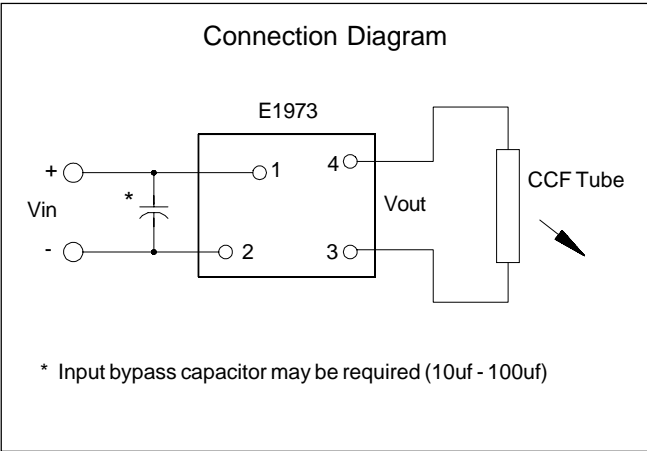 Connection Diagram
E1973
+ 1 4
* CCF Tube
Vin Vout
- 2 3
* Input bypass capacitor may be required (10uf - 100uf)